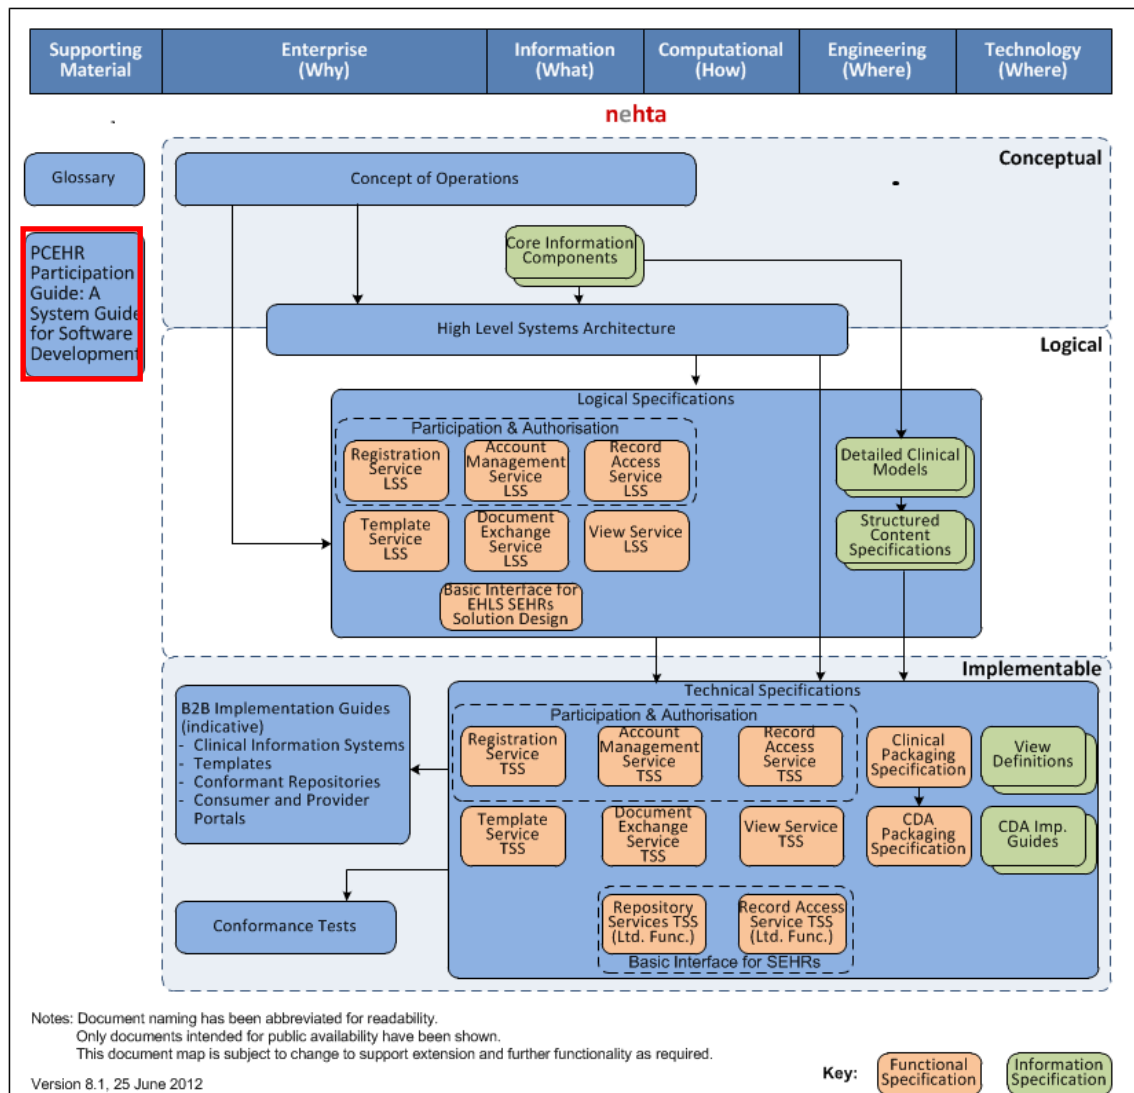 Supporting
Material
Enterprise
(Why)
Information
(What)
Computational
(How)
Engineering
(Where)
Technology
(Where)
nehta
Conceptual
Glossary
Concept of Operations
PCEHR
Participation
Guide: A
System Guide
for Software
Development
Core Information
Components
High Level Systems Architecture
Logical
Logical Specifications
Participation & Authorisation
Registration
Service
LSS
Account
Management
Service
LSS
Record
Access
Service
LSS
Detailed Clinical
Models
Template
Service
LSS
Document
Exchange
Service
LSS
View Service
LSS
Structured
Content
Specifications
Basic Interface for
EHLS SEHRs
Solution Design
Implementable
Technical Specifications
B2B Implementation Guides
(indicative)
- Clinical Information Systems
- Templates
- Conformant Repositories
- Consumer and Provider
Portals
Participation & Authorisation
Registration
Service
TSS
Account
Management
Service
TSS
Record
Access
Service
TSS
Clinical
Packaging
Specification
View
Definitions
Template
Service
TSS
Document
Exchange
Service
TSS
View Service
TSS
CDA
Packaging
Specification
CDA Imp.
Guides
Conformance Tests
Repository
Services TSS
(Ltd. Func.)
Record Access
Service TSS
(Ltd. Func.)
Basic Interface for SEHRs
Notes: Document naming has been abbreviated for readability.
Only documents intended for public availability have been shown.
This document map is subject to change to support extension and further functionality as required.
Version 8.1, 25 June 2012
Key:
Functional
Specification
Information
Specification